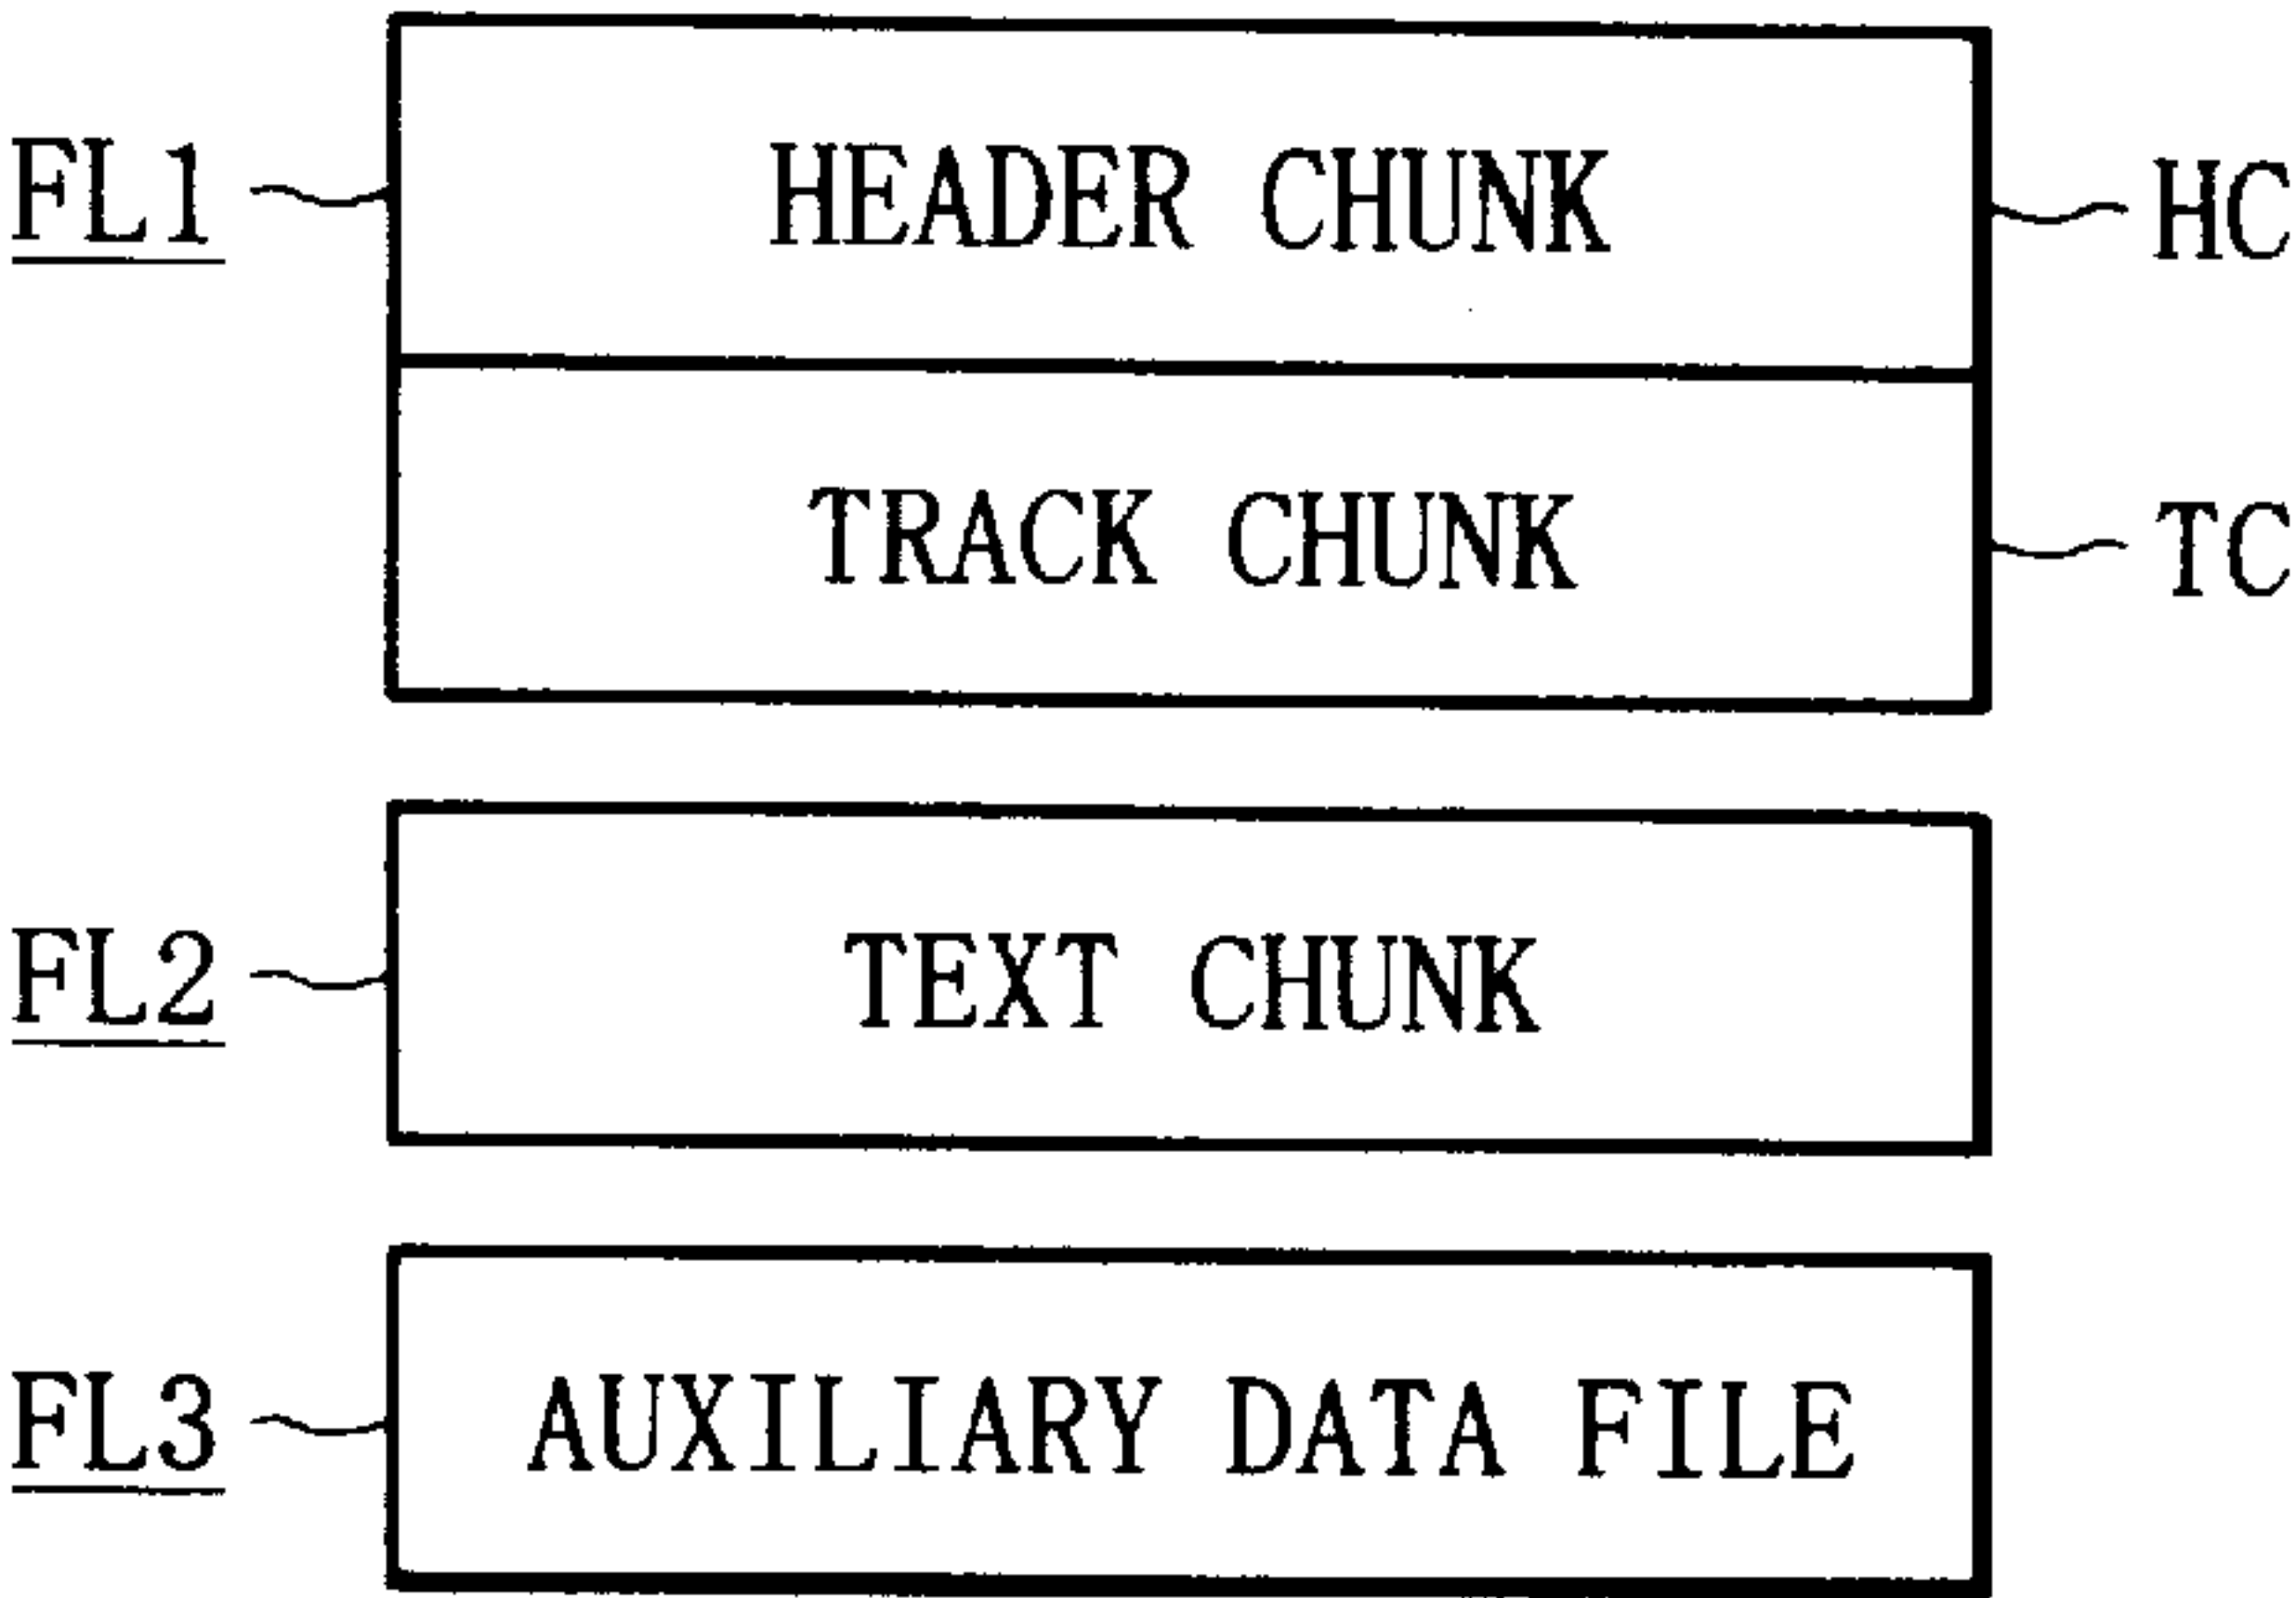 FL1 HEADER CHUNK HC
TRACK CHUNK TC
FL2 TEXT CHUNK
FL3 AUXILIARY DATA FILE